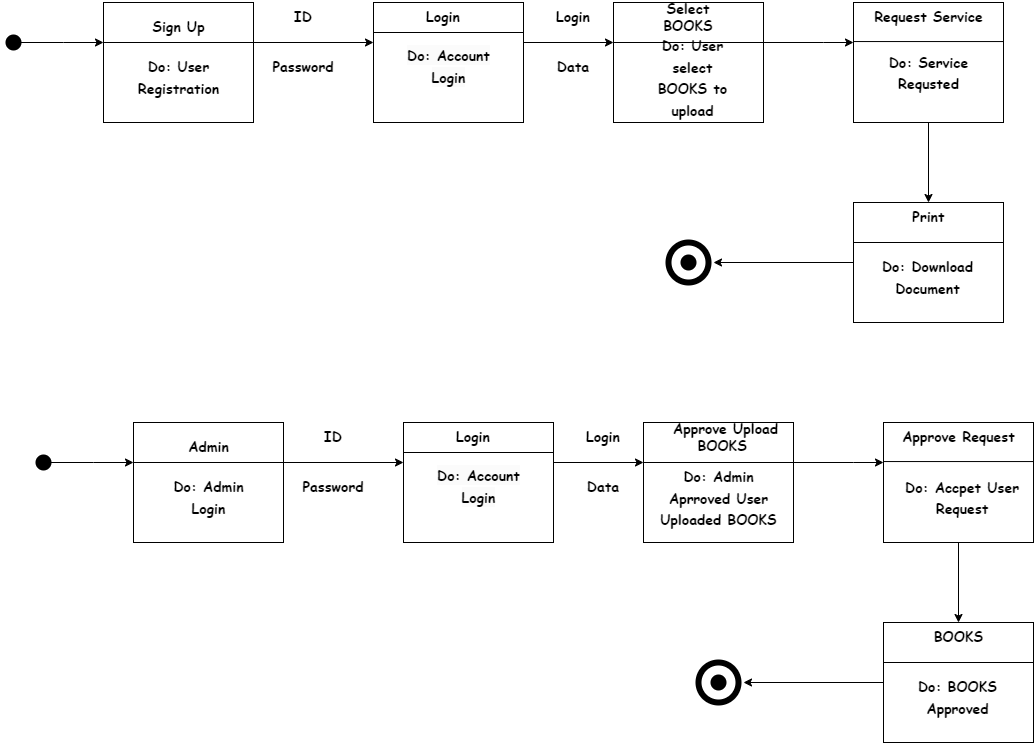 Sign Up
Do: User
Registration
ID
Password
Login
Do: Account
Login
Login
Data
Select
BOOKS
Do: User
select
BOOKS to
upload
Request Service
Do: Service
Requsted
Print
Do: Download
Document
Admin
Do: Admin
Login
ID
Password
Login
Do: Account
Login
Login
Data
Approve Upload
BOOKS
Do: Admin
Aprroved User
Uploaded BOOKS
Approve Request
Do: Accpet User
Request
BOOKS
Do: BOOKS
Approved